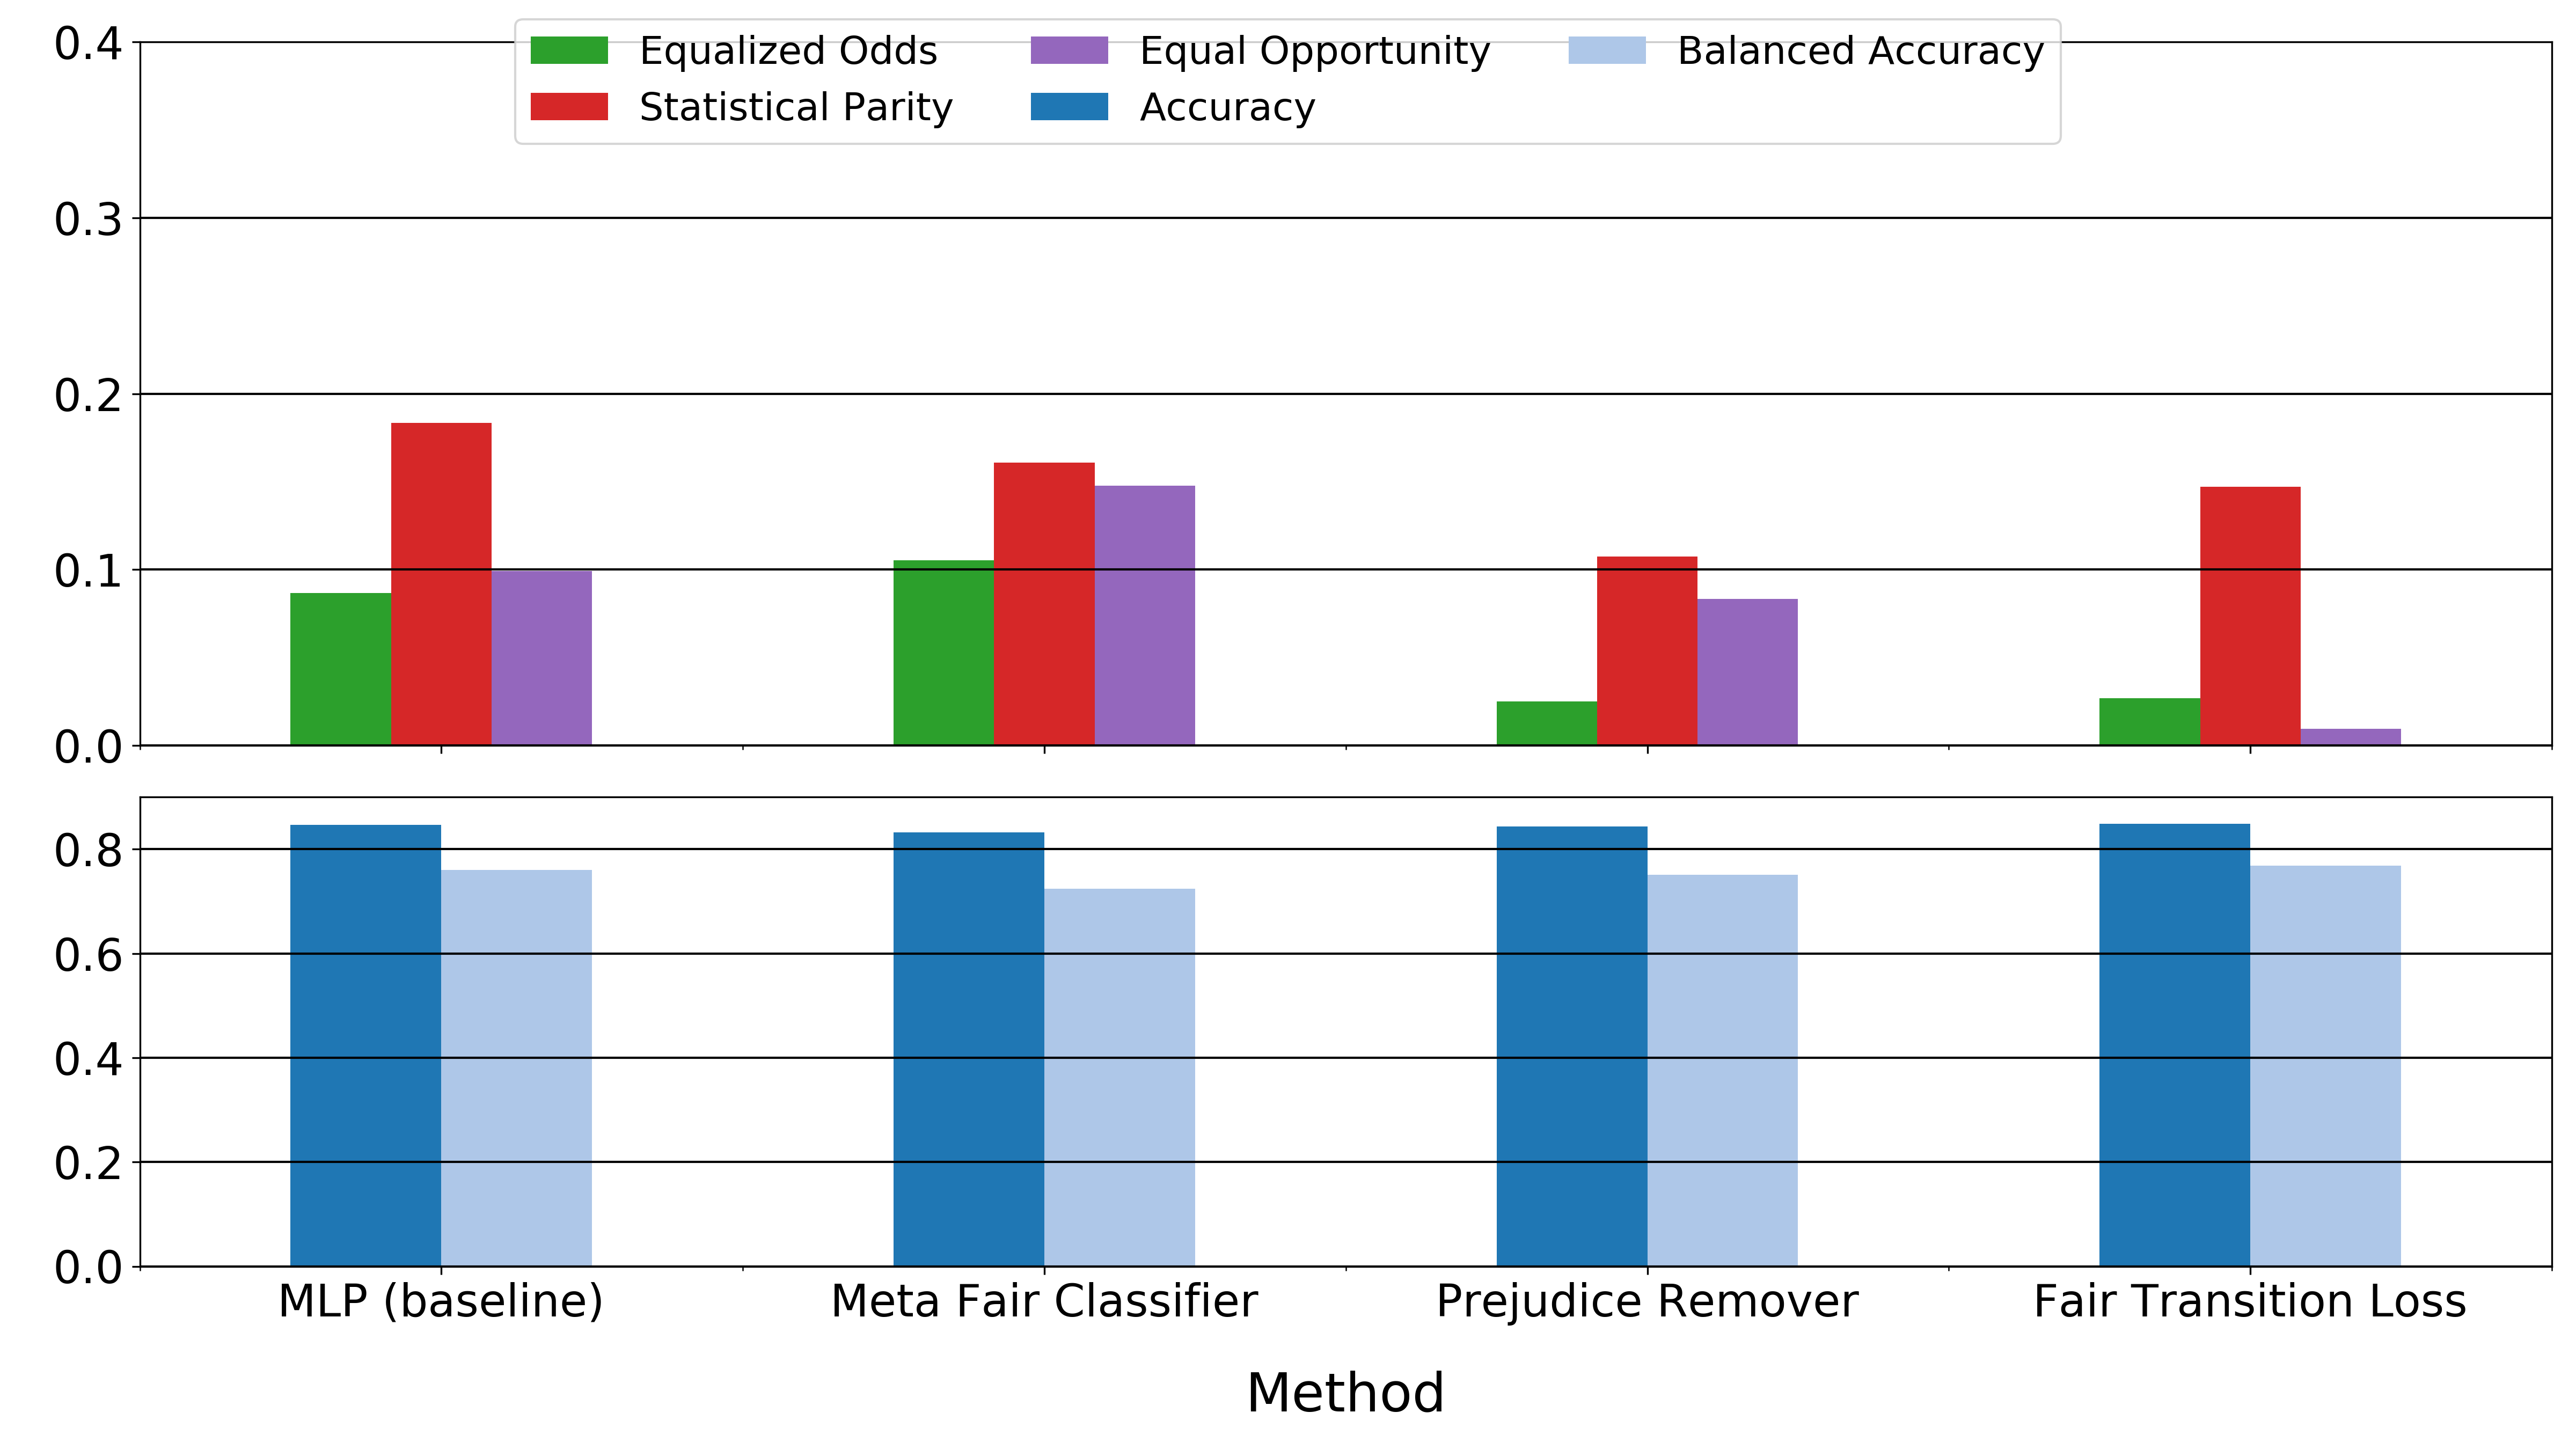 Equalized Odds
Statistical Parity
Equal Opportunity
Accuracy
Balanced Accuracy
0.4
0.3
0.2
0.1
0.0
0.8
0.6
0.4
0.2
0.0
MLP (baseline)
Meta Fair Classifier
Prejudice Remover
Fair Transition Loss
Method